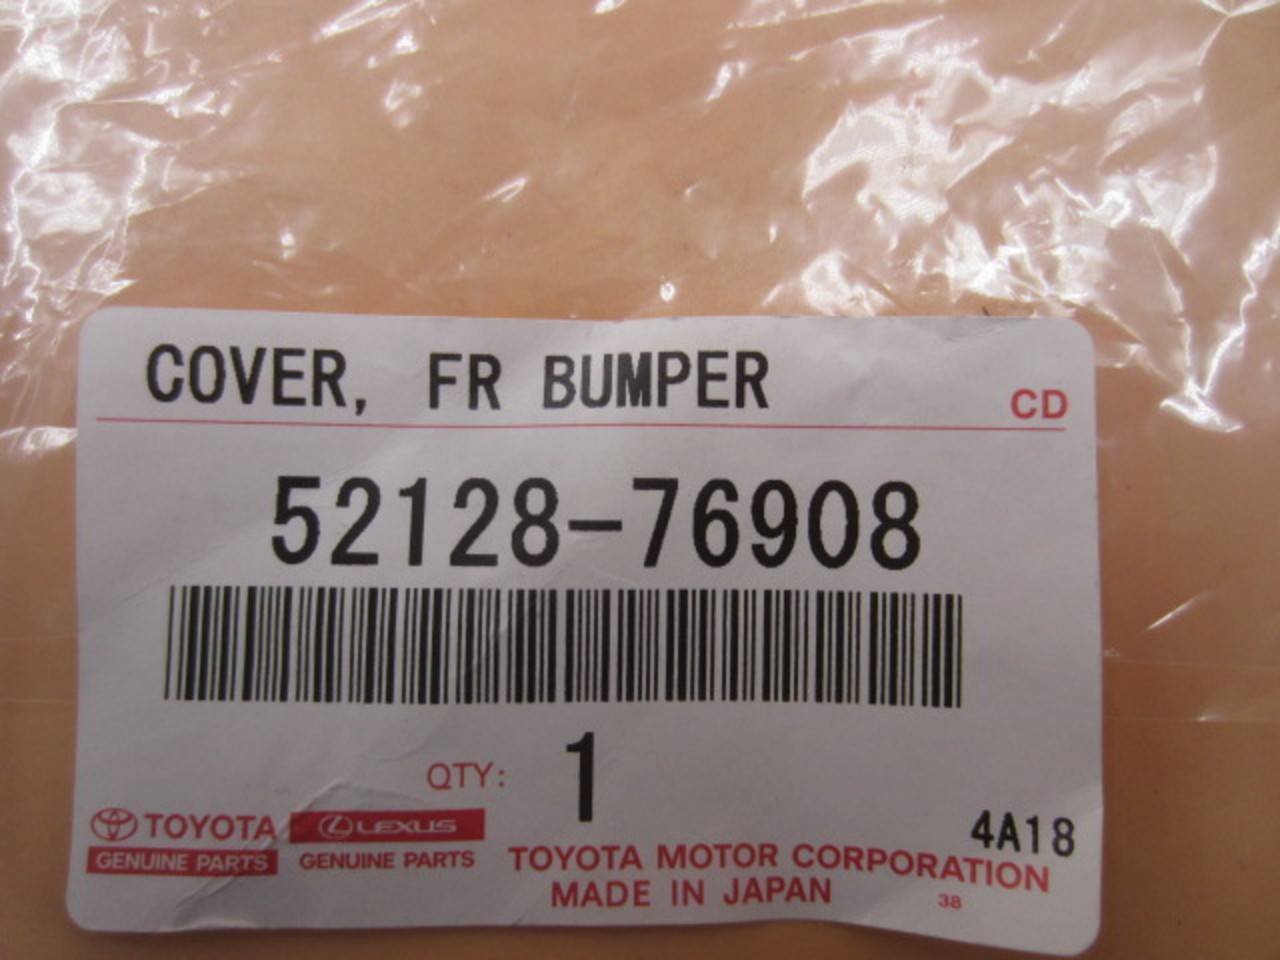 COVER, FR BUMPER
CD
52128-76908
QTY: 1
4A18
TOYOTA
GENUINE PARTS
LEXUS
GENUINE PARTS
TOYOTA MOTOR CORPORATION
MADE IN JAPAN
38